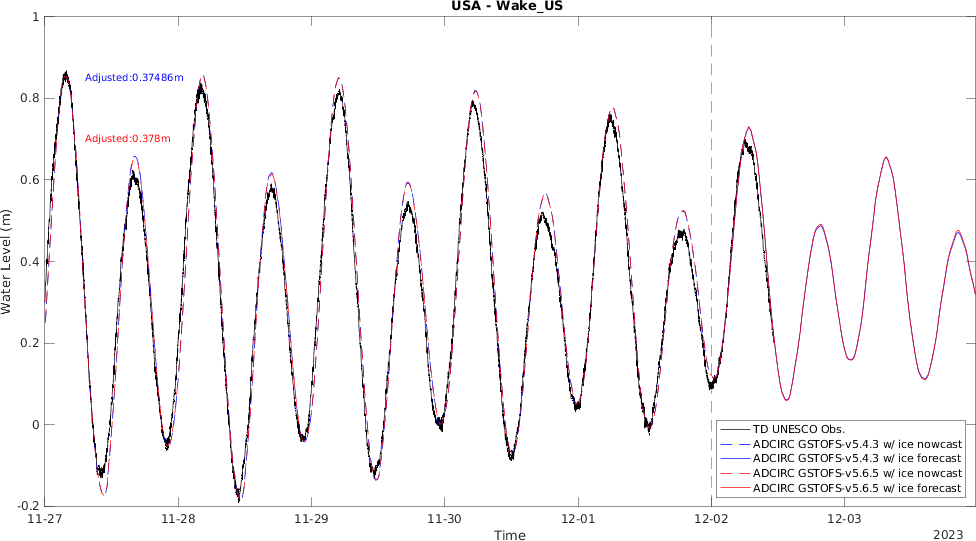 USA - Wake_US
1
0.8
0.6
0.4
0.2
0
-0.2
Water Level (m)
Adjusted:0.37486m
Adjusted:0.378m
TD UNESCO Obs.
ADCIRC GSTOFS-v5.4.3 w/ ice nowcast
ADCIRC GSTOFS-v5.4.3 w/ ice forecast
ADCIRC GSTOFS-v5.6.5 w/ ice nowcast
ADCIRC GSTOFS-v5.6.5 w/ ice forecast
11-27 11-28 11-29 11-30 12-01 12-02 12-03
Time
2023